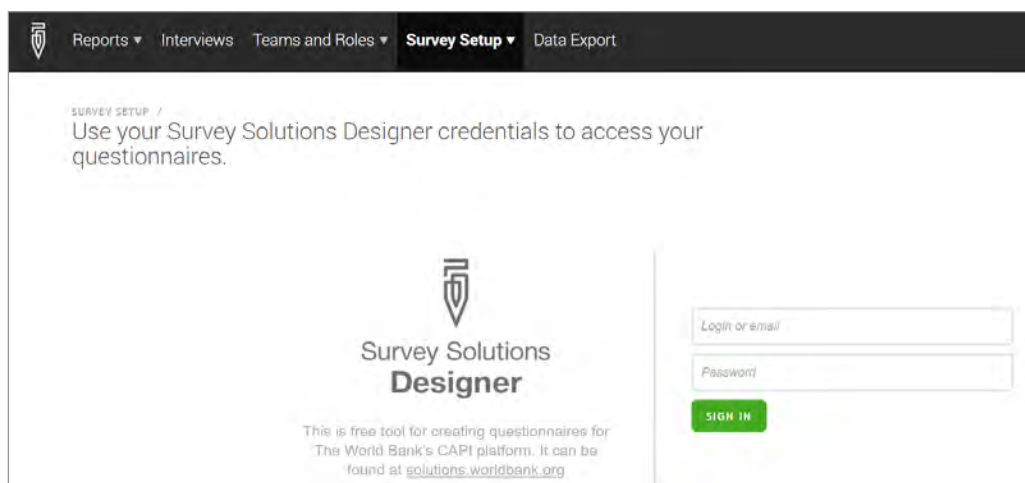 Reports ▾ Interviews Teams and Roles ▾ Survey Setup ▾ Data Export
SURVEY SETUP /
Use your Survey Solutions Designer credentials to access your
questionnaires.
Survey Solutions
Designer
This is free tool for creating questionnaires for
The World Bank's CAPI platform. It can be
found at solutions.worldbank.org
Login or email
Password
SIGN IN